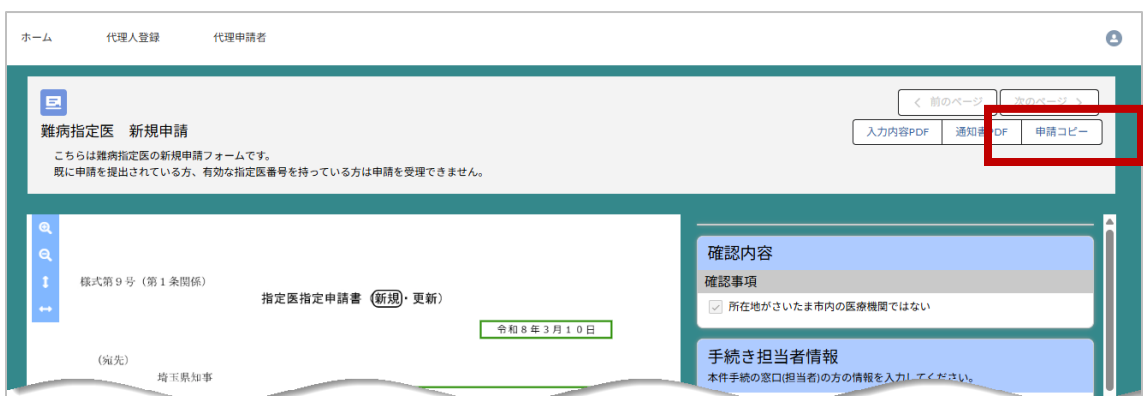 ホーム 代理人登録 代理申請者
難病指定医　新規申請
こちらは難病指定医の新規申請フォームです。
既に申請を提出されている方、有効な指定医番号を持っている方は申請を受理できません。
前のページ 次のページ
入力内容PDF 通知書PDF 申請コピー
様式第9号（第1条関係）
指定医指定申請書（新規・更新）
令和8年3月10日
（宛先）
埼玉県知事
確認内容
確認事項
所在地がさいたま市内の医療機関ではない
手続き担当者情報
本件手続の窓口(担当者)の方の情報を入力してください。